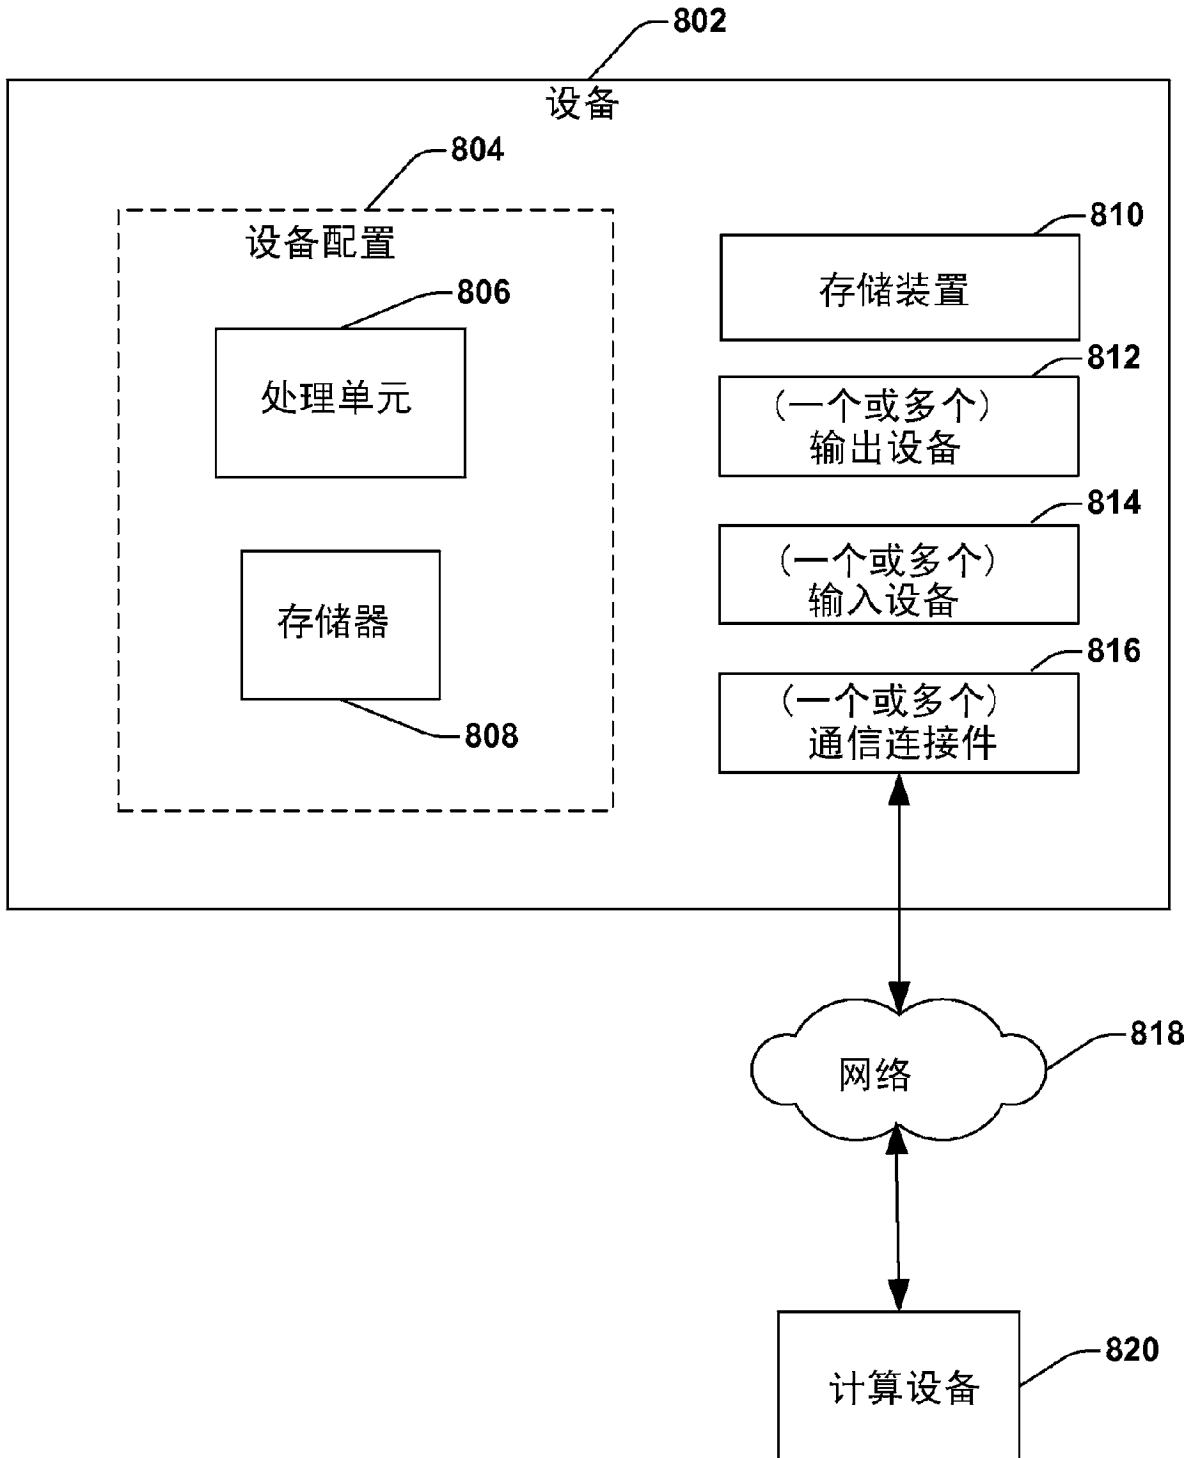 802
设备
804
设备配置
806
处理单元
存储器
808
810
存储装置
812
(一个或多个)
输出设备
814
(一个或多个)
输入设备
816
(一个或多个)
通信连接件
818
网络
820
计算设备